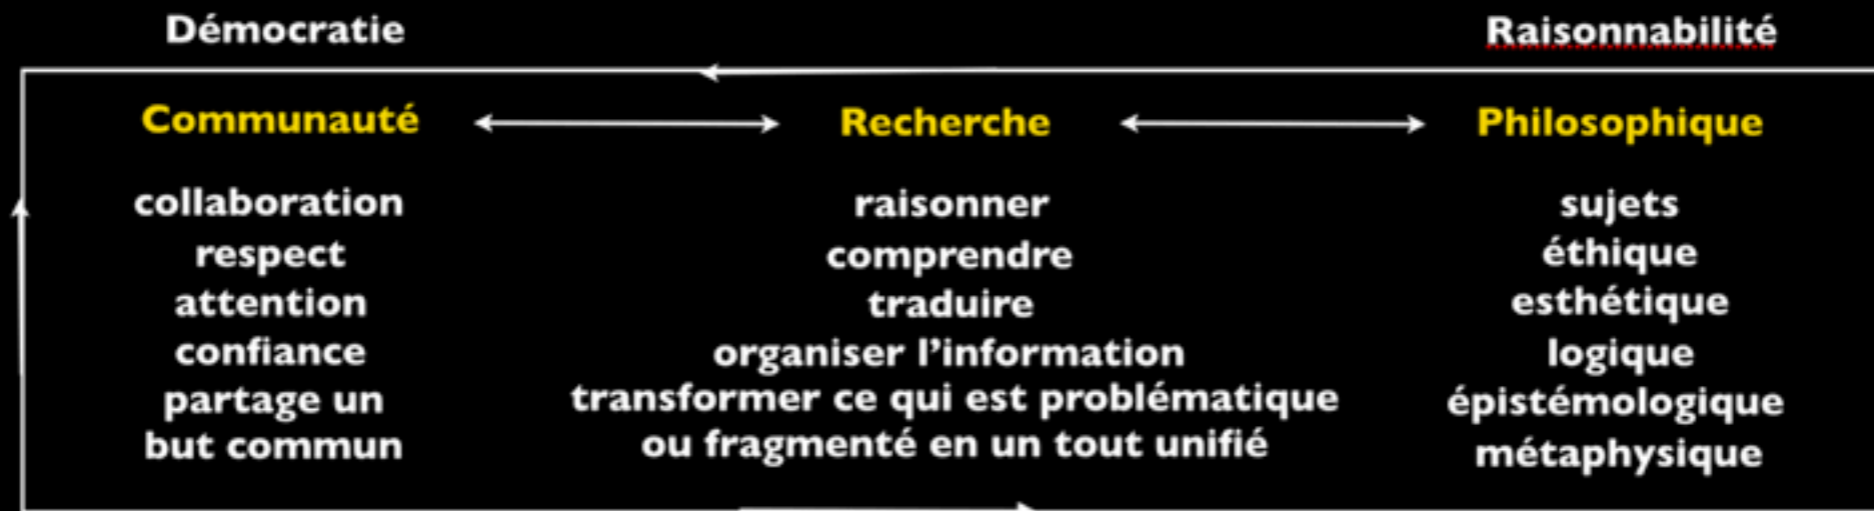 Démocratie
Raisonnabilité
Communauté
Recherche
Philosophique
collaboration
respect
attention
confiance
partage un
but commun
raisonner
comprendre
traduire
organiser l’information
transformer ce qui est problématique
ou fragmenté en un tout unifié
sujets
éthique
esthétique
logique
épistémologique
métaphysique